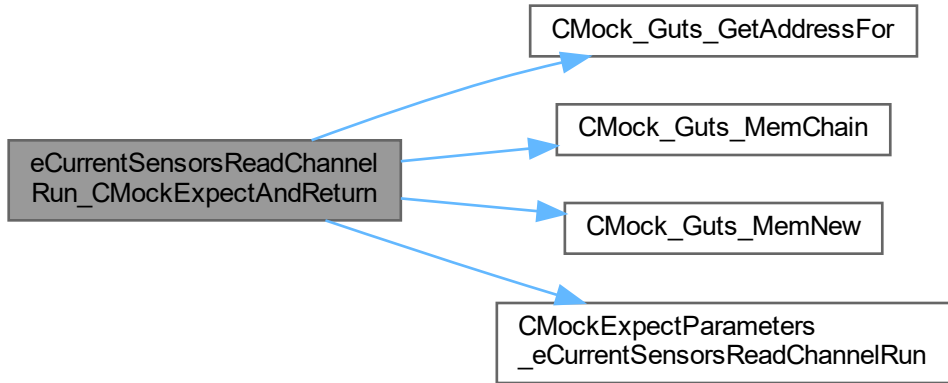 eCurrentSensorsReadChannel
Run_CMockExpectAndReturn
CMock_Guts_GetAddressFor
CMock_Guts_MemChain
CMock_Guts_MemNew
CMockExpectParameters
_eCurrentSensorsReadChannelRun